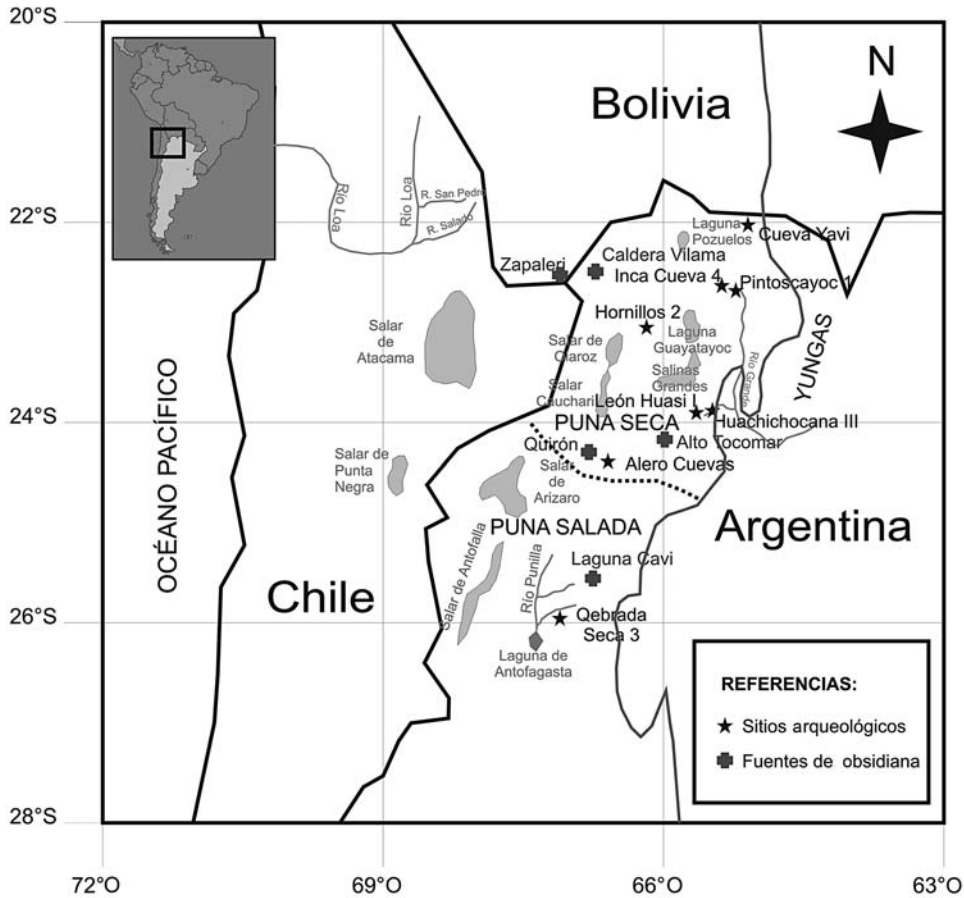 20°S
Bolivia
N
Río Loa
Río Loa
R. San Pedro
R. Salado
22°S
Laguna
Pozuelos
Cueva Yavi
Zapaleri
Caldera Vilama
Inca Cueva 4
Pintoscayoc 1
Hornillos 2
Salar
de
Atacama
Salar de
Olaroz
Laguna
Guayatayoc
Salar
Cauchari
Salinas
Grandes
Río Grande
YUNGAS
León Huasi I
Huachichocana III
24°S
PUNA SECA
Quirón
Alto Tocomar
Alero Cuevas
Salar de
Punta
Negra
Salar
de
Arizaro
OCÉANO PACÍFICO
PUNA SALADA
Argentina
Laguna Cavi
Salar de Antofalla
Río Punilla
Chile
26°S
Qebrada
Seca 3
Laguna de
Antofagasta
REFERENCIAS:
Sitios arqueológicos
Fuentes de obsidiana
28°S
72°O
69°O
66°O
63°O